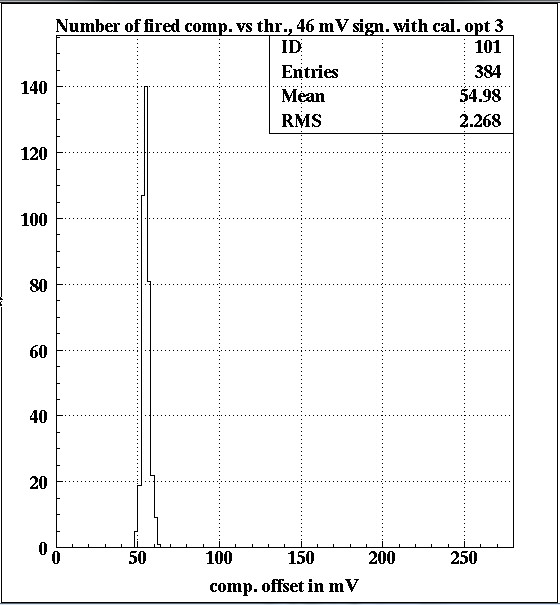 Number of fired comp. vs thr., 46 mV sign. with cal. opt 3
ID 101
Entries 384
Mean 54.98
RMS 2.268
140
120
100
80
60
40
20
0
0 50 100 150 200 250
comp. offset in mV